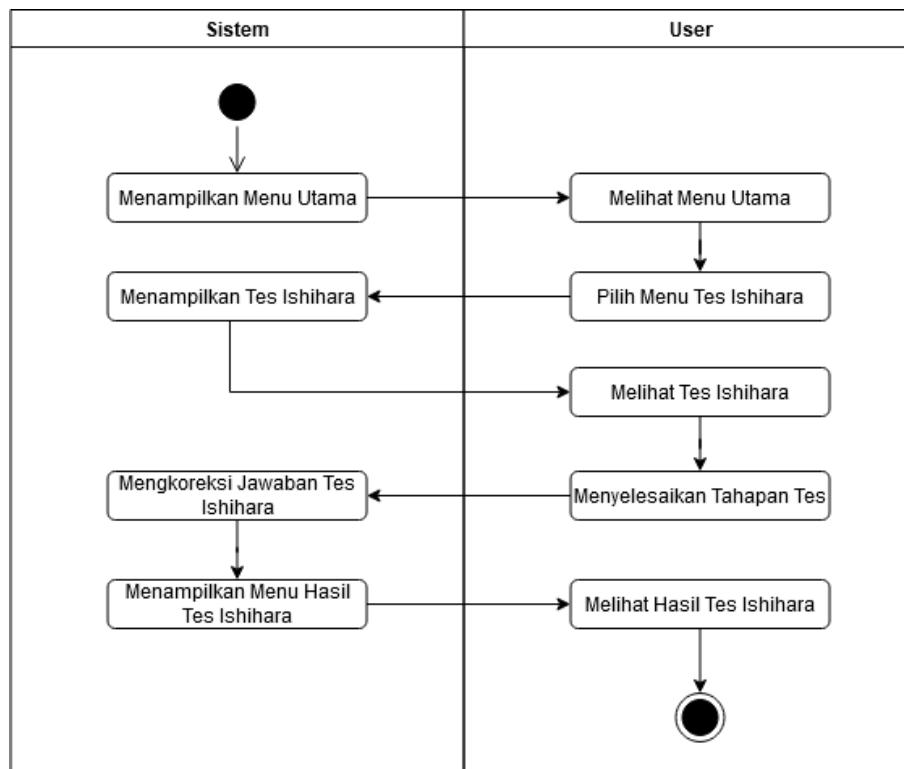 Sistem
User
Menampilkan Menu Utama
Melihat Menu Utama
Menampilkan Tes Ishihara
Pilih Menu Tes Ishihara
Melihat Tes Ishihara
Mengkoreksi Jawaban Tes
Ishihara
Menyelesaikan Tahapan Tes
Menampilkan Menu Hasil
Tes Ishihara
Melihat Hasil Tes Ishihara